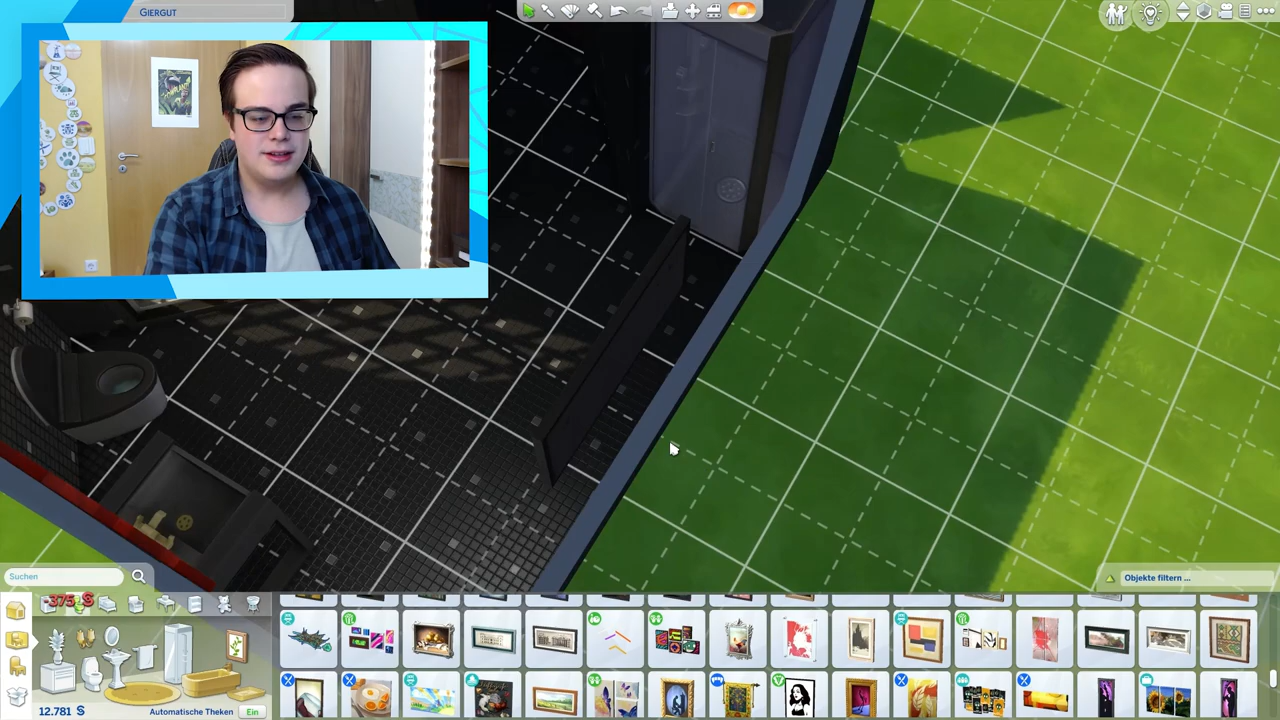 GIERGUT
Suchen
-375 $
Objekte filtern ...
12.781 $
Automatische Theken
Ein